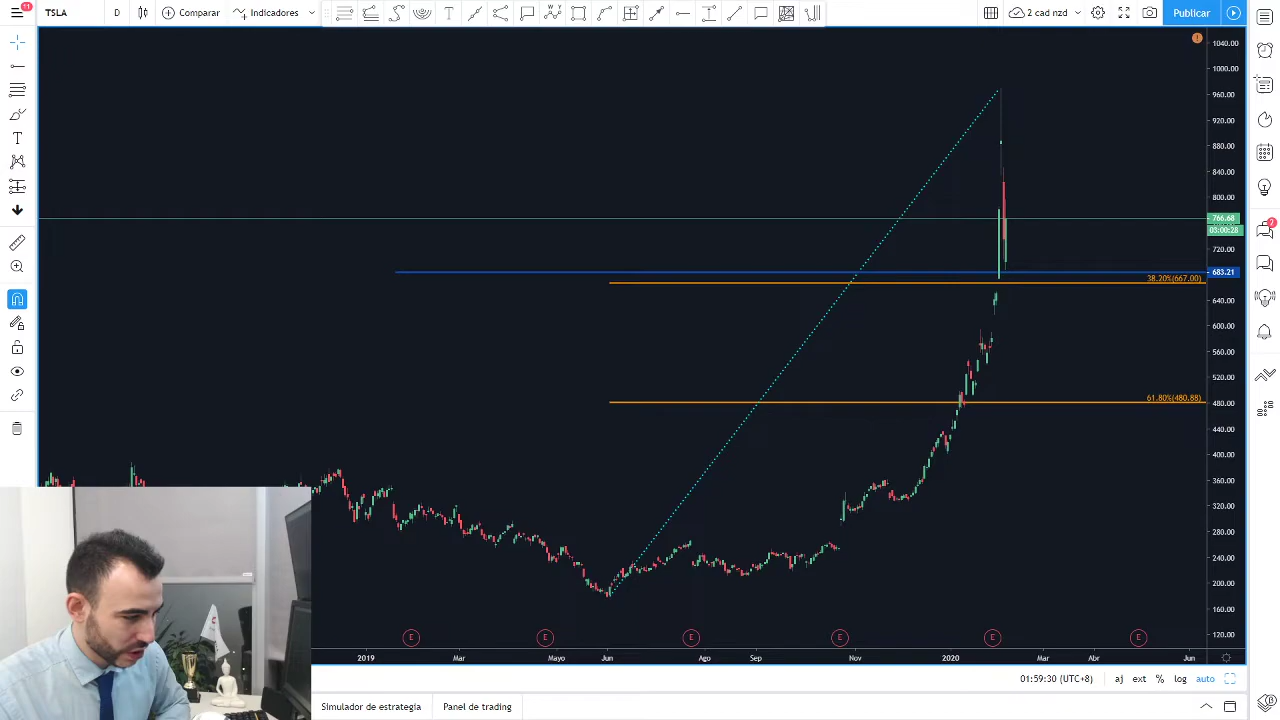 11
TSLA
D
Comparar
Indicadores
2 cad nzd
Publicar
1040.00
1000.00
960.00
920.00
880.00
840.00
800.00
766.68
03:00:28
720.00
683.21
38.20%(667.00)
640.00
600.00
560.00
520.00
61.80%(480.88)
480.00
440.00
400.00
360.00
320.00
280.00
240.00
200.00
160.00
120.00
2
E E E E E E
2019 Mar Mayo Jun Ago Sep Nov 2020 Mar Abr Jun
01:59:30 (UTC+8) aj ext % log auto
Simulador de estrategia Panel de trading